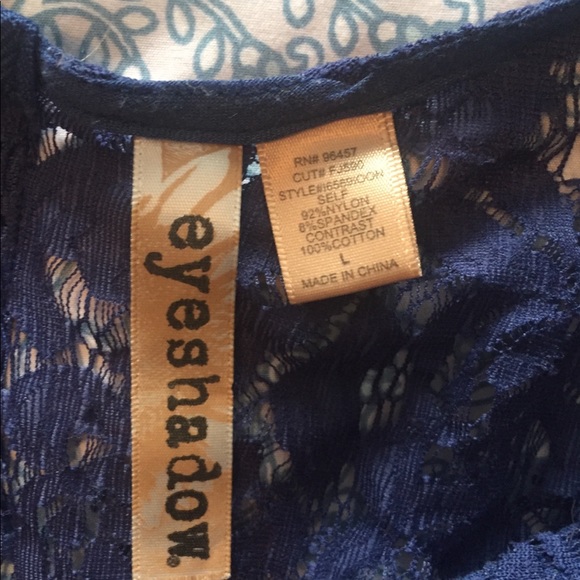 eyeshadow®
RN# 96457
CUT# FJ590
SELF
92%NYLON
8%SPANDEX
CONTRAST
100%COTTON
L
MADE IN CHINA